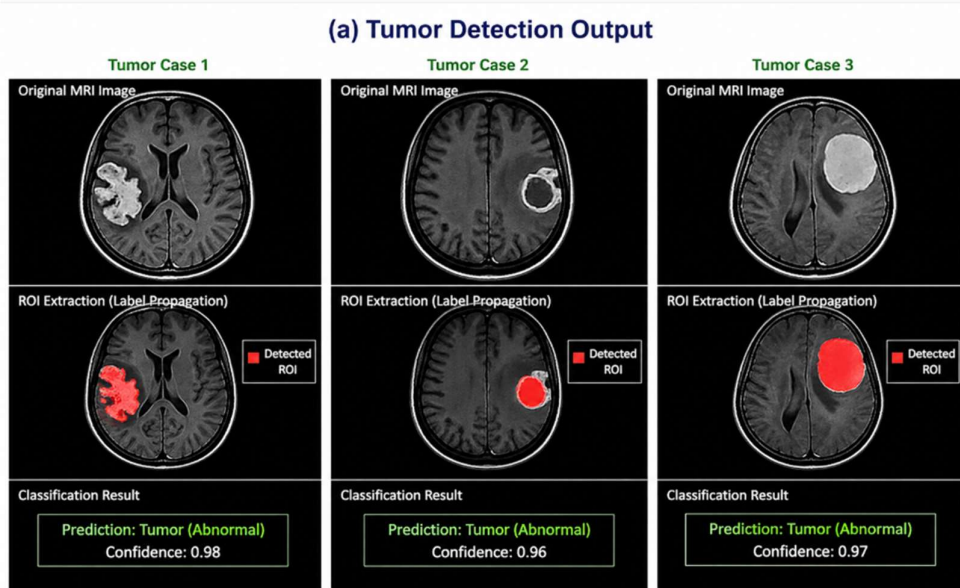 (a) Tumor Detection Output
Tumor Case 1
Tumor Case 2
Tumor Case 3
Original MRI Image
Original MRI Image
Original MRI Image
ROI Extraction (Label Propagation)
Detected
ROI
ROI Extraction (Label Propagation)
Detected
ROI
ROI Extraction (Label Propagation)
Detected
ROI
Classification Result
Prediction: Tumor (Abnormal)
Confidence: 0.98
Classification Result
Prediction: Tumor (Abnormal)
Confidence: 0.96
Classification Result
Prediction: Tumor (Abnormal)
Confidence: 0.97